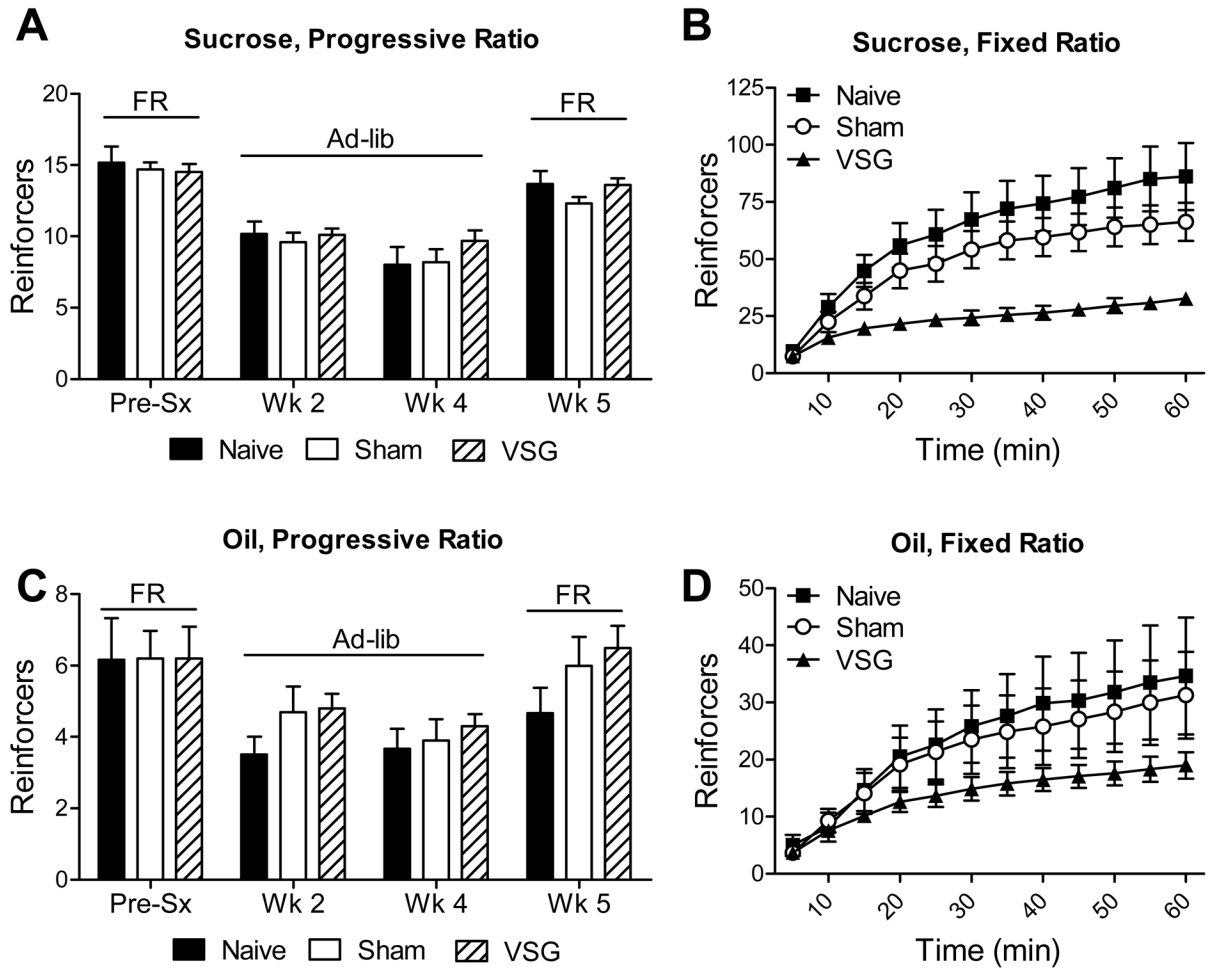 A
Sucrose, Progressive Ratio
Reinforcers
20
15
10
5
0
FR
Ad-lib
FR
Pre-Sx Wk 2 Wk 4 Wk 5
Naive Sham VSG
B
Sucrose, Fixed Ratio
Reinforcers
125
100
75
50
25
0
Naive
Sham
VSG
10 20 30 40 50 60
Time (min)
C
Oil, Progressive Ratio
Reinforcers
8
6
4
2
0
FR
Ad-lib
FR
Pre-Sx Wk 2 Wk 4 Wk 5
Naive Sham VSG
D
Oil, Fixed Ratio
Reinforcers
50
40
30
20
10
0
Naive
Sham
VSG
10 20 30 40 50 60
Time (min)